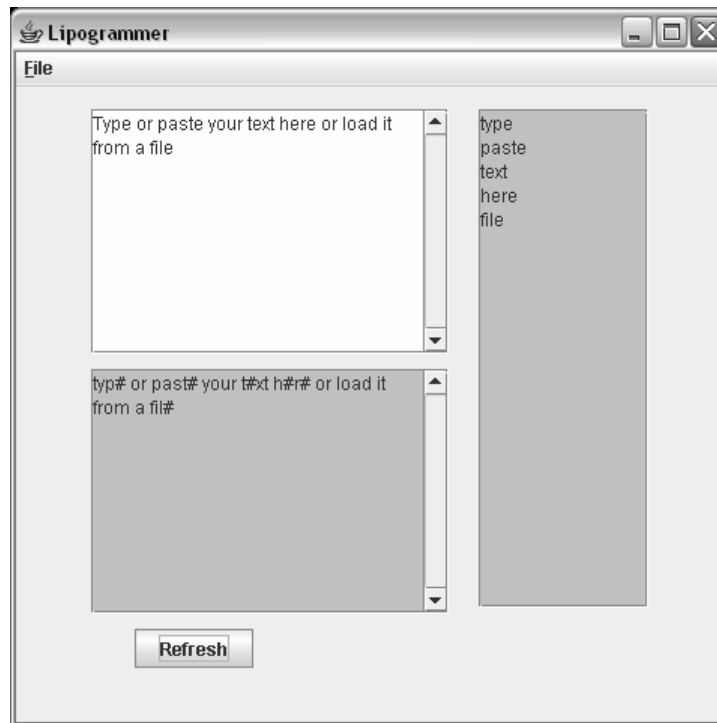 Lipogrammer
File
Type or paste your text here or load it
from a file
type
paste
text
here
file
typ# or past# your t#xt h#r# or load it
from a fil#
Refresh